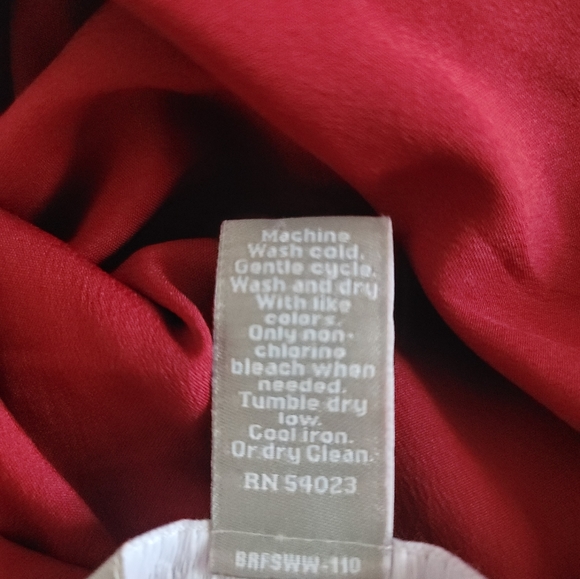 Machine
Wash cold.
Gentle cycle.
Wash and dry
With like
colors.
Only non-
chlorine
bleach when
needed.
Tumble dry
low.
Cool iron.
Or dry Clean.
RN 54023
BRFSWW-110